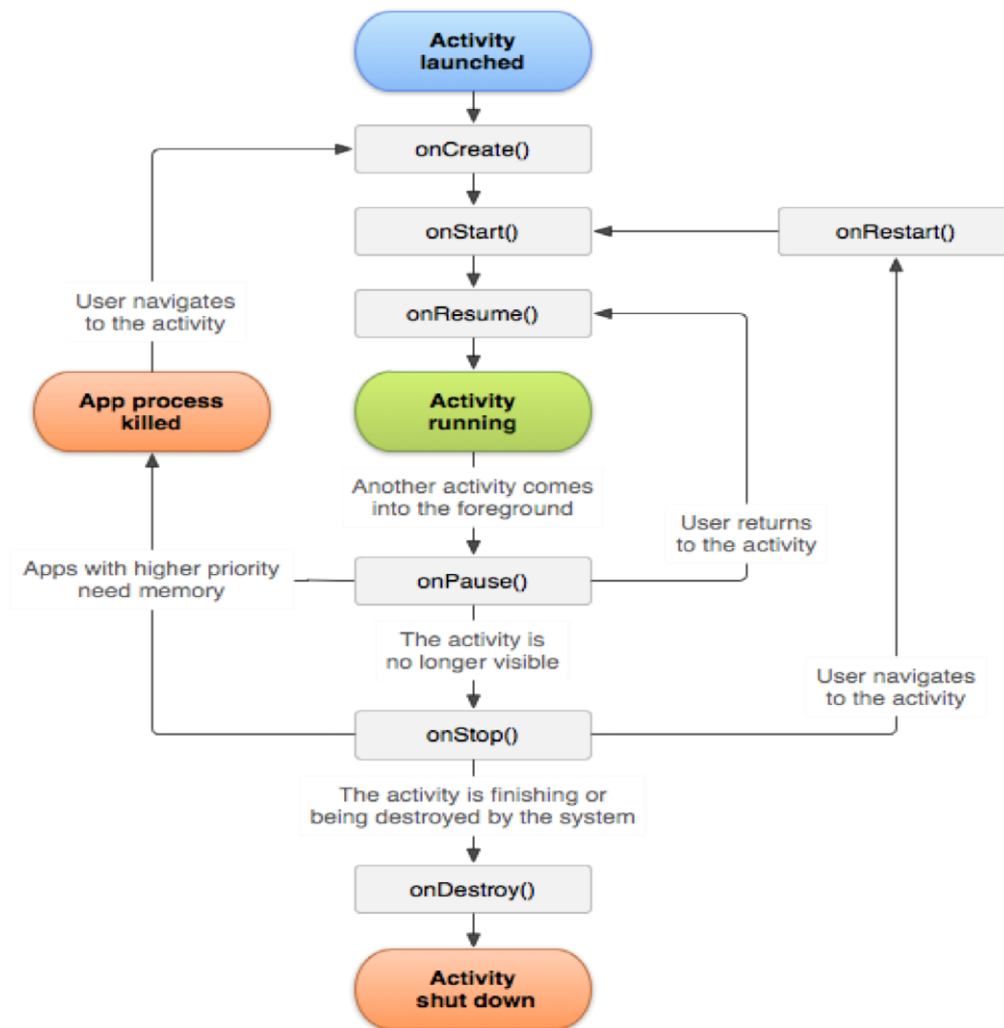 Activity
launched
onCreate()
onStart()
onRestart()
User navigates
to the activity
onResume()
App process
killed
Activity
running
Another activity comes
into the foreground
User returns
to the activity
Apps with higher priority
need memory
onPause()
The activity is
no longer visible
User navigates
to the activity
onStop()
The activity is finishing or
being destroyed by the system
onDestroy()
Activity
shut down